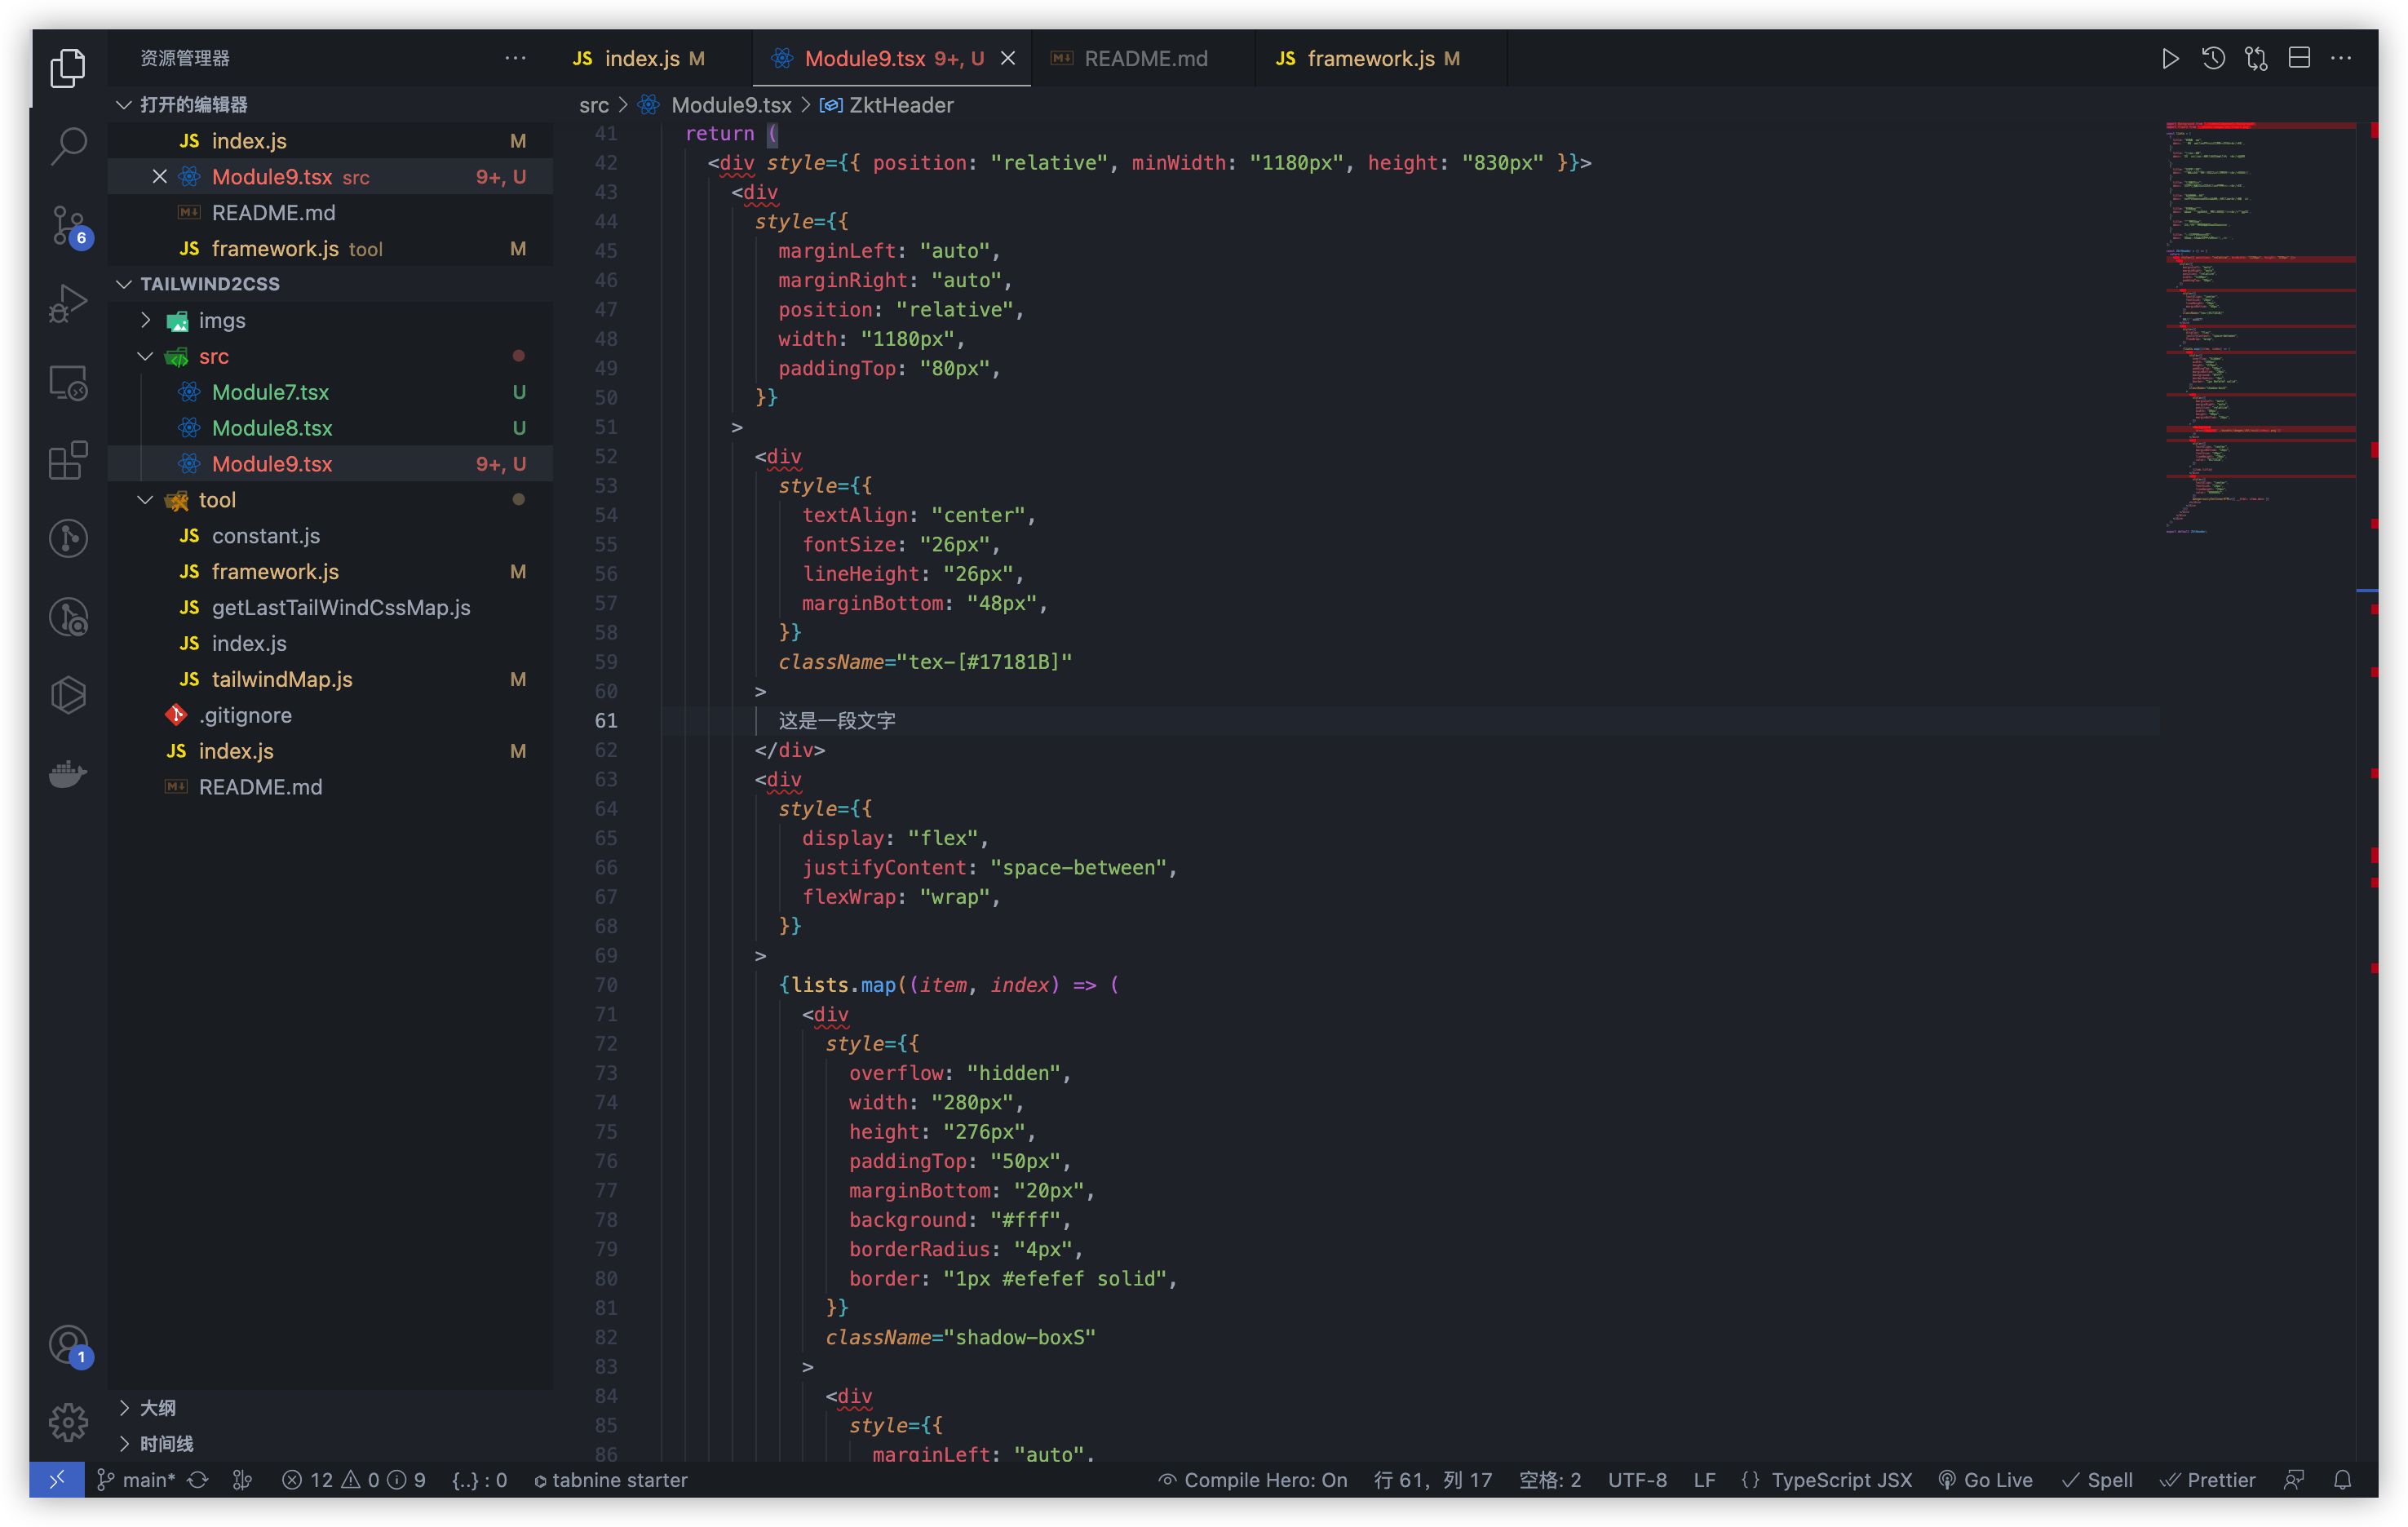 资源管理器
打开的编辑器
JS index.js M
Module9.tsx src 9+, U
README.md
JS framework.js tool M
TAILWIND2CSS
imgs
src
Module7.tsx U
Module8.tsx U
Module9.tsx 9+, U
tool
JS constant.js
JS framework.js M
JS getLastTailWindCssMap.js
JS index.js
JS tailwindMap.js M
.gitignore
JS index.js M
README.md
大纲
时间线
6
1
JS index.js M
Module9.tsx 9+, U
README.md
JS framework.js M
src > Module9.tsx > ZktHeader
41 return (
42 <div style={{ position: "relative", minWidth: "1180px", height: "830px" }}>
43 <div
44 style={{
45 marginLeft: "auto",
46 marginRight: "auto",
47 position: "relative",
48 width: "1180px",
49 paddingTop: "80px",
50 }}
51 >
52 <div
53 style={{
54 textAlign: "center",
55 fontSize: "26px",
56 lineHeight: "26px",
57 marginBottom: "48px",
58 }}
59 className="tex-[#17181B]"
60 >
61 这是一段文字
62 </div>
63 <div
64 style={{
65 display: "flex",
66 justifyContent: "space-between",
67 flexWrap: "wrap",
68 }}
69 >
70 {lists.map((item, index) => (
71 <div
72 style={{
73 overflow: "hidden",
74 width: "280px",
75 height: "276px",
76 paddingTop: "50px",
77 marginBottom: "20px",
78 background: "#fff",
79 borderRadius: "4px",
80 border: "1px #efefef solid",
81 }}
82 className="shadow-boxS"
83 >
84 <div
85 style={{
86 marginLeft: "auto",
main* 12 0 9 {..} : 0 tabnine starter
Compile Hero: On 行 61，列 17 空格: 2 UTF-8 LF {} TypeScript JSX Go Live Spell Prettier